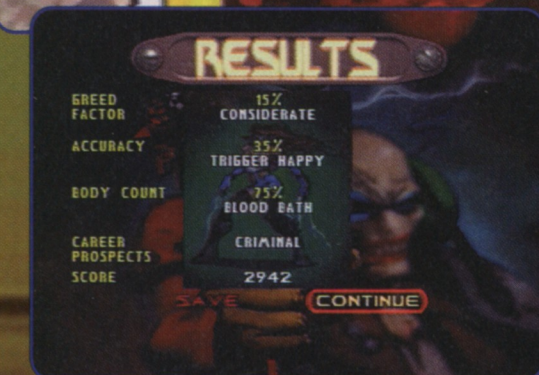 RESULTS
GREED FACTOR
15%
CONSIDERATE
ACCURACY
35%
TRIGGER HAPPY
BODY COUNT
75%
BLOOD BATH
CAREER PROSPECTS
CRIMINAL
SCORE
2942
SAVE
CONTINUE